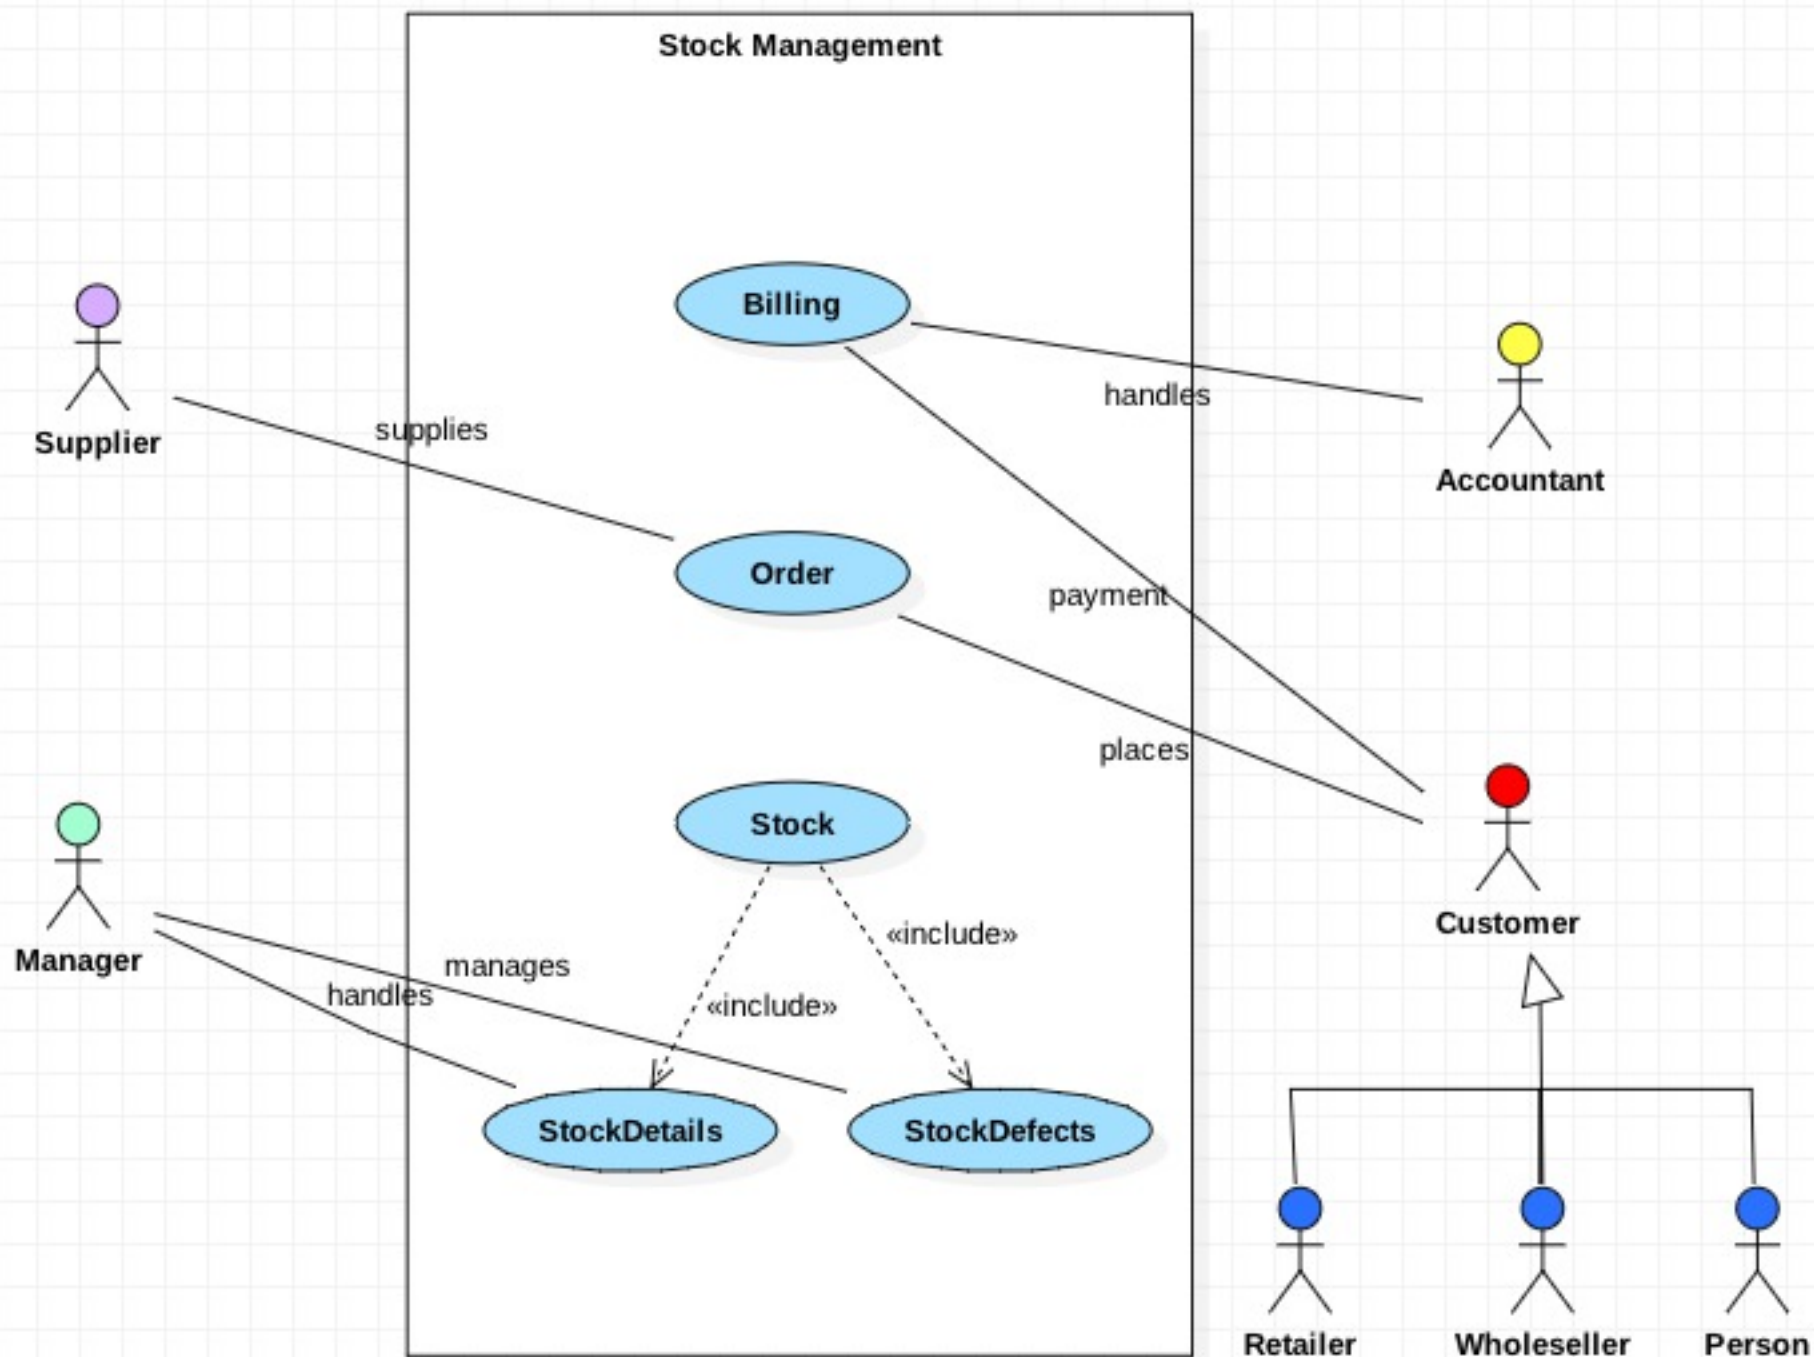 Stock Management
Billing
handles
Supplier
supplies
Accountant
Order
payment
places
Stock
Customer
Manager
manages
«include»
handles
«include»
StockDetails
StockDefects
Retailer
Wholeseller
Person